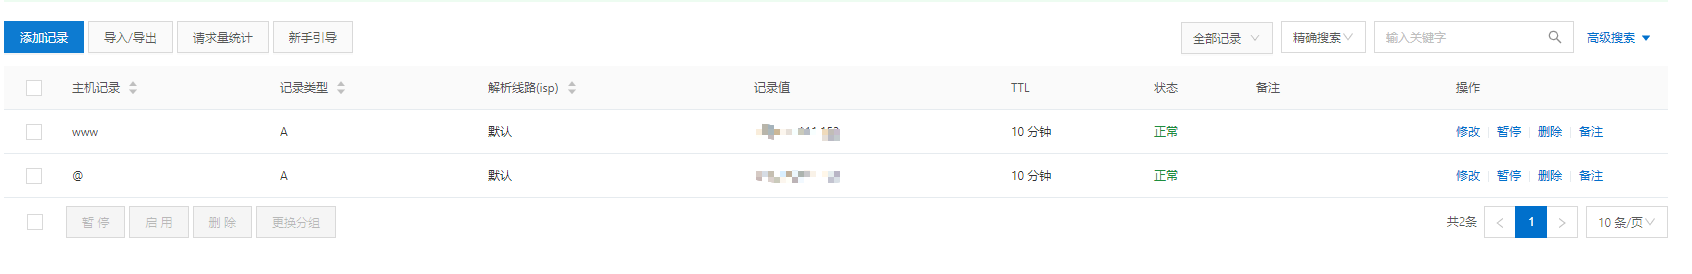 添加记录 导入/导出 请求量统计 新手引导 全部记录 精确搜索 输入关键字 高级搜索
主机记录 记录类型 解析线路(isp) 记录值 TTL 状态 备注 操作
www A 默认 10 分钟 正常 修改 暂停 删除 备注
@ A 默认 10 分钟 正常 修改 暂停 删除 备注
暂 停 启 用 删 除 更换分组 共2条 < 1 > 10 条/页